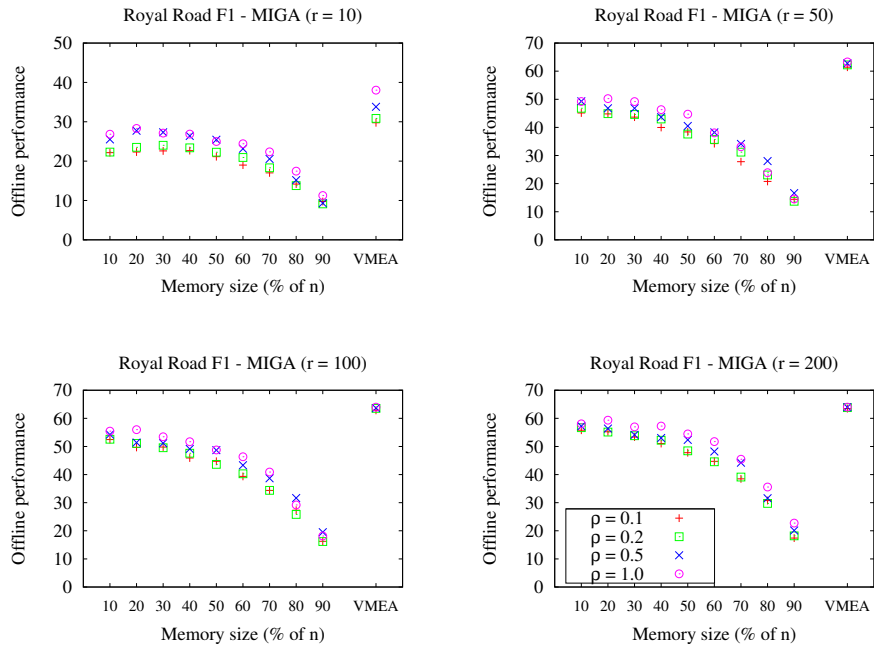 Royal Road F1 - MIGA (r = 10)
50
40
30
20
10
0
Offline performance
10 20 30 40 50 60 70 80 90 VMEA
Memory size (% of n)
Royal Road F1 - MIGA (r = 50)
70
60
50
40
30
20
10
0
Offline performance
10 20 30 40 50 60 70 80 90 VMEA
Memory size (% of n)
Royal Road F1 - MIGA (r = 100)
70
60
50
40
30
20
10
0
Offline performance
10 20 30 40 50 60 70 80 90 VMEA
Memory size (% of n)
Royal Road F1 - MIGA (r = 200)
70
60
50
40
30
20
10
0
Offline performance
ρ = 0.1
ρ = 0.2
ρ = 0.5
ρ = 1.0
10 20 30 40 50 60 70 80 90 VMEA
Memory size (% of n)